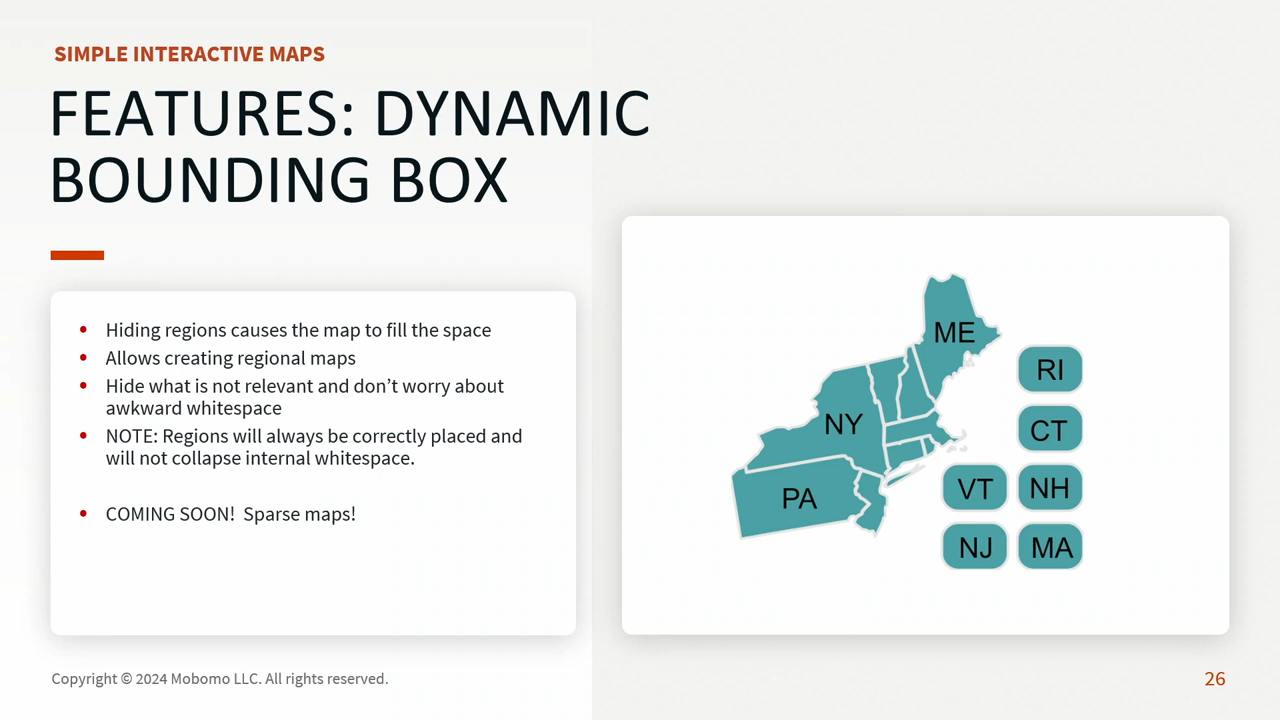 SIMPLE INTERACTIVE MAPS
FEATURES: DYNAMIC
BOUNDING BOX
• Hiding regions causes the map to fill the space
• Allows creating regional maps
• Hide what is not relevant and don’t worry about
awkward whitespace
• NOTE: Regions will always be correctly placed and
will not collapse internal whitespace.
• COMING SOON!  Sparse maps!
ME
RI
NY
CT
PA
VT
NH
NJ
MA
Copyright © 2024 Mobomo LLC. All rights reserved.
26